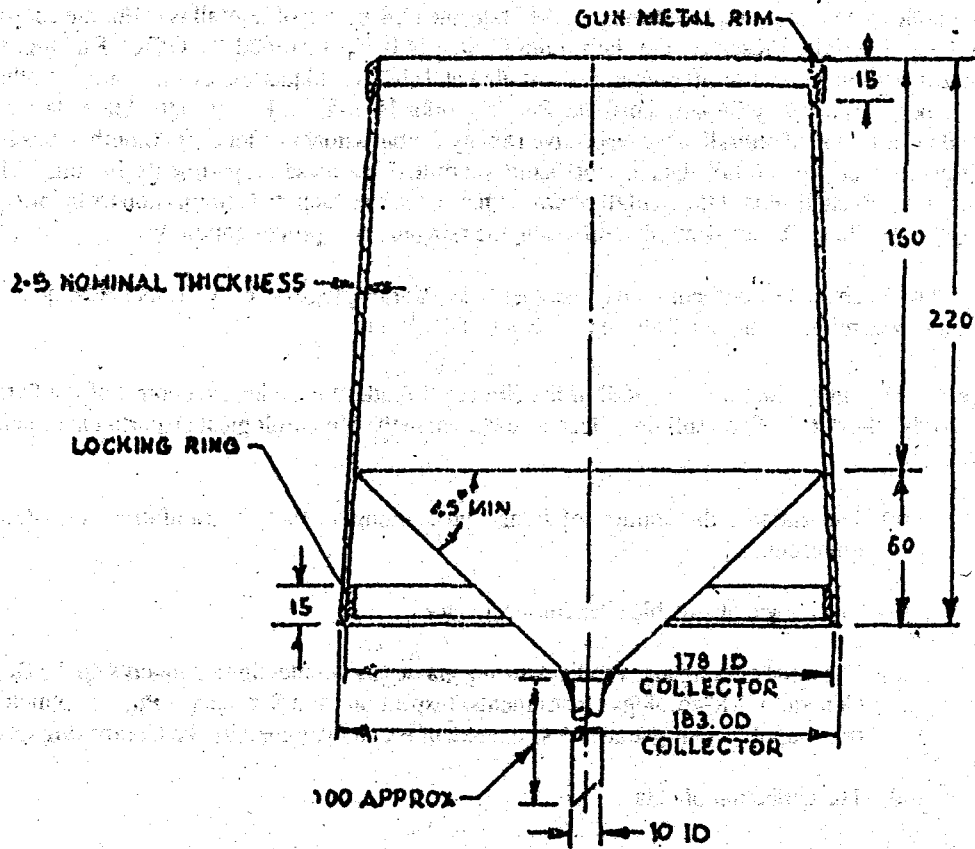 GUN METAL RIM
15
160
2.5 NOMINAL THICKNESS
220
LOCKING RING
45° MIN
60
15
178 ID
COLLECTOR
183.0D
COLLECTOR
100 APPROX
10 ID